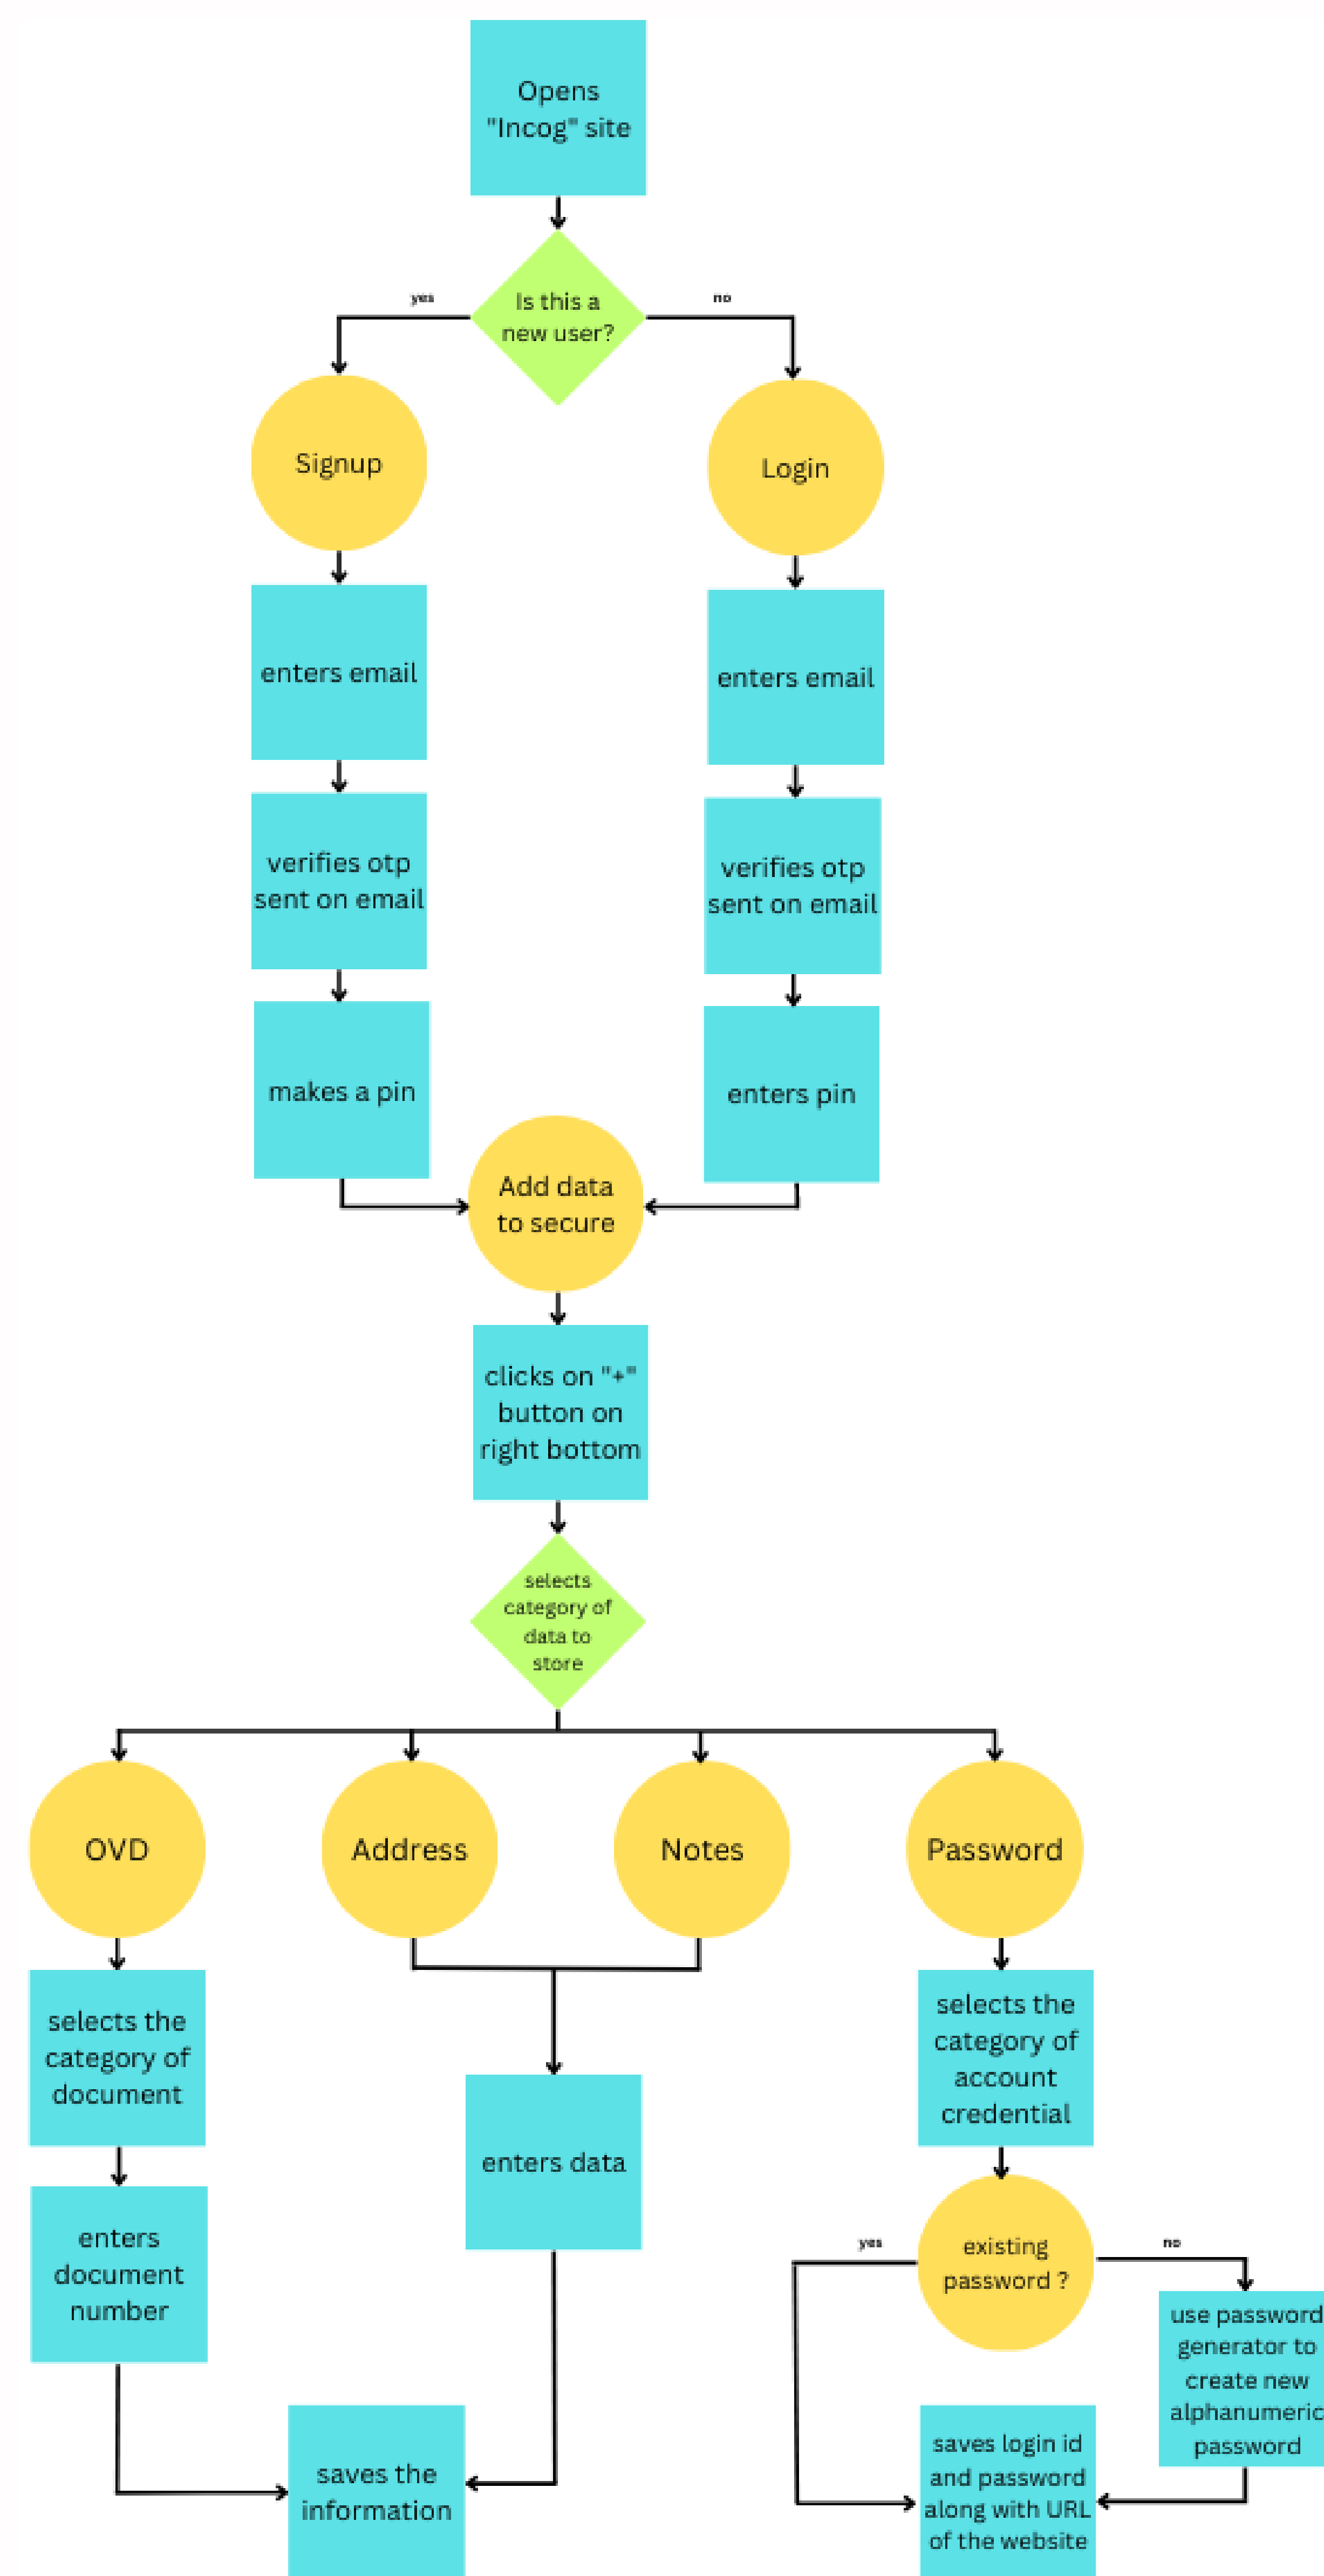 Opens
"Incog" site
Is this a
new user?
yes
no
Signup
Login
enters email
enters email
verifies otp
sent on email
verifies otp
sent on email
makes a pin
enters pin
Add data
to secure
clicks on "+"
button on
right bottom
selects
category of
data to
store
OVD
Address
Notes
Password
selects the
category of
document
selects the
category of
account
credential
enters data
enters
document
number
existing
password ?
yes
no
use password
generator to
create new
alphanumeric
password
saves the
information
saves login id
and password
along with URL
of the website